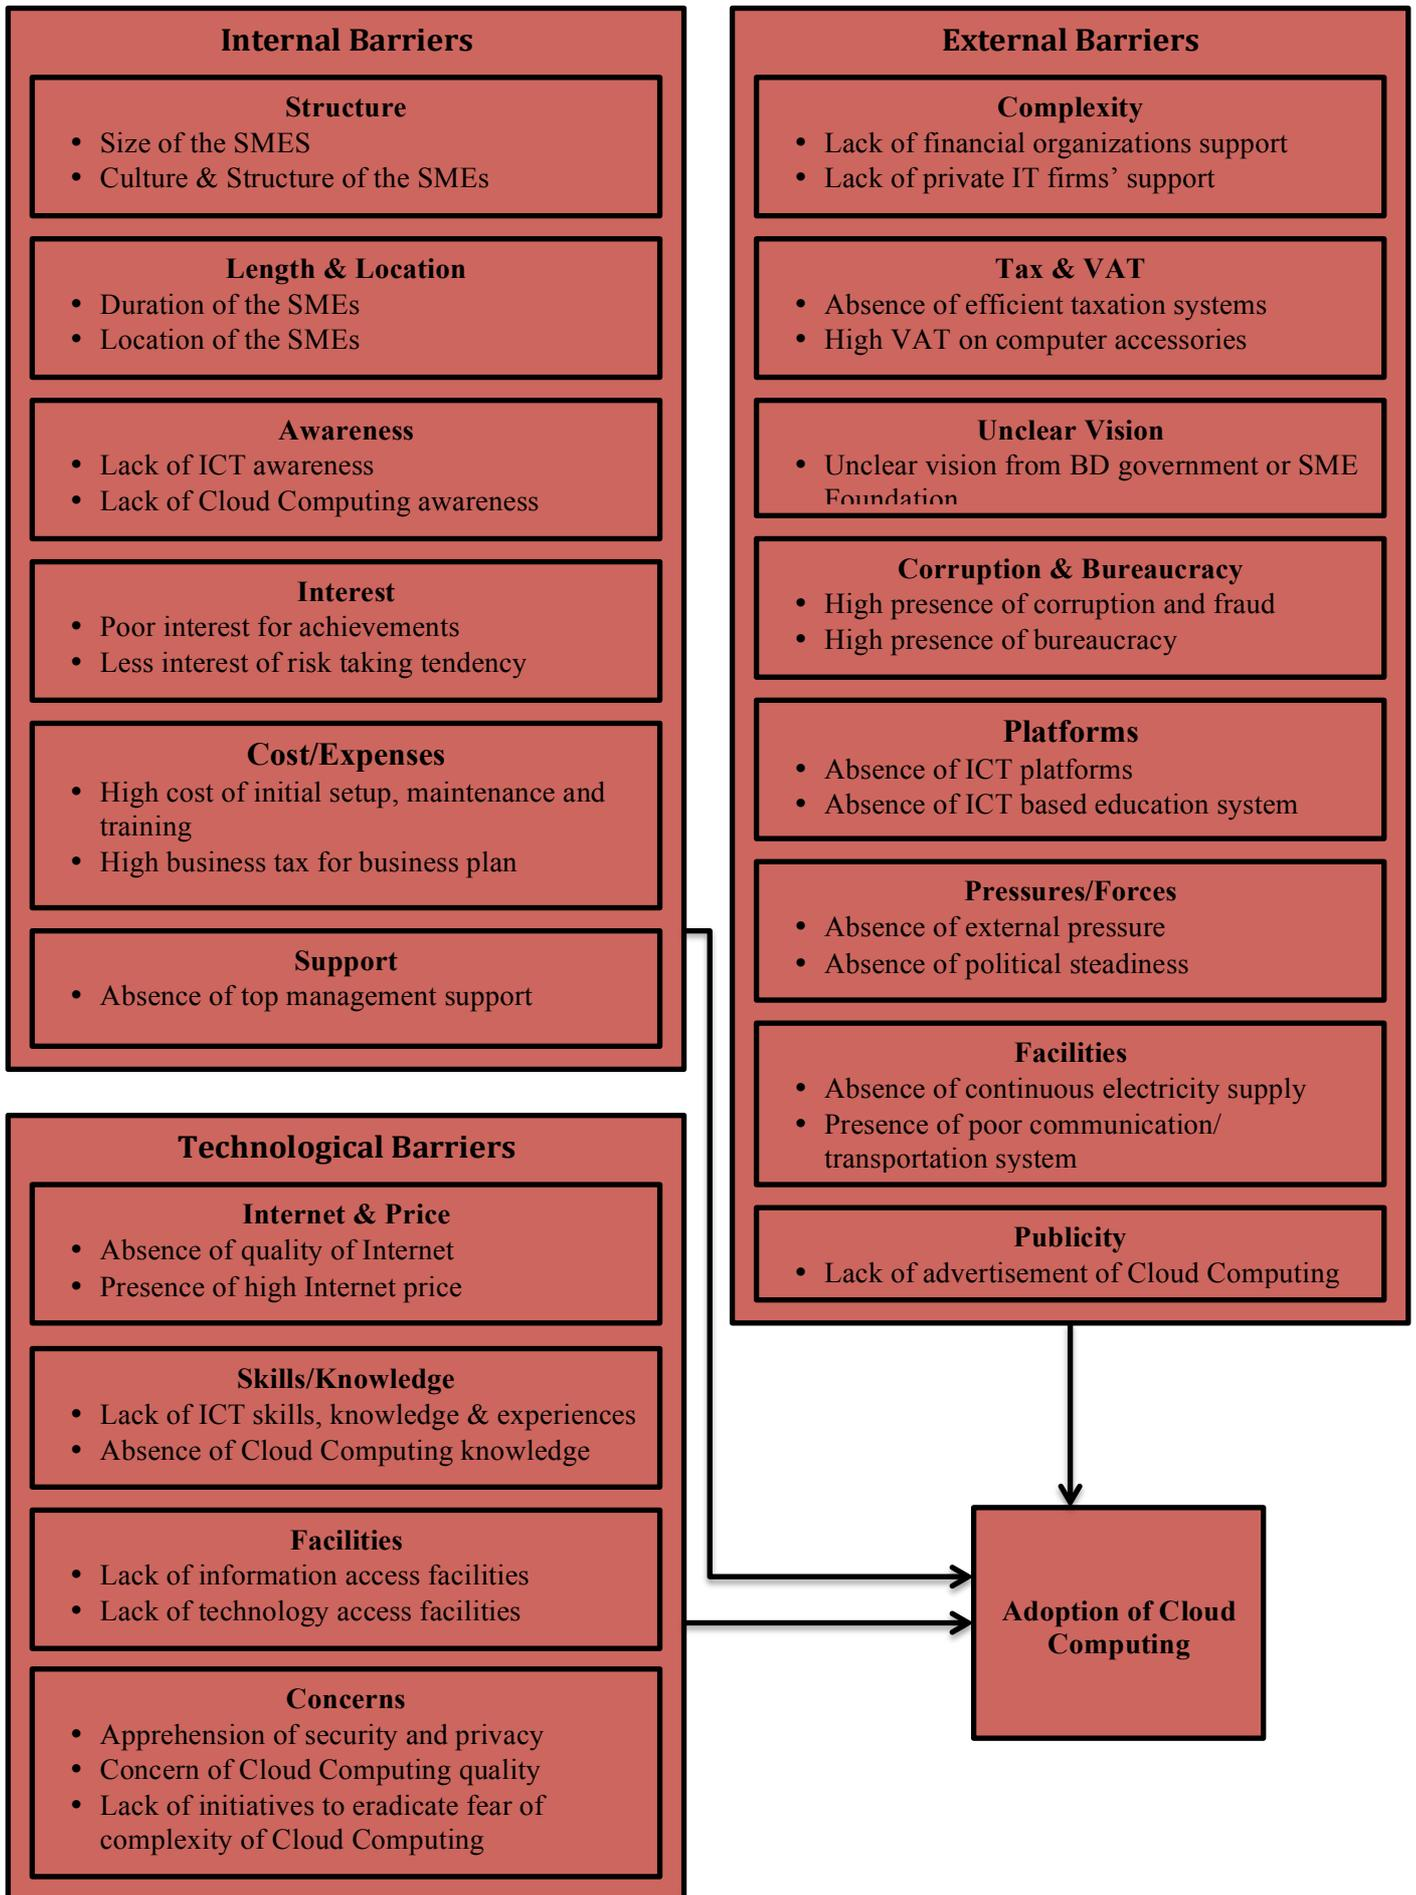 Internal Barriers
Structure
• Size of the SMES
• Culture & Structure of the SMEs
Length & Location
• Duration of the SMEs
• Location of the SMEs
Awareness
• Lack of ICT awareness
• Lack of Cloud Computing awareness
Interest
• Poor interest for achievements
• Less interest of risk taking tendency
Cost/Expenses
• High cost of initial setup, maintenance and
training
• High business tax for business plan
Support
• Absence of top management support
Technological Barriers
Internet & Price
• Absence of quality of Internet
• Presence of high Internet price
Skills/Knowledge
• Lack of ICT skills, knowledge & experiences
• Absence of Cloud Computing knowledge
Facilities
• Lack of information access facilities
• Lack of technology access facilities
Concerns
• Apprehension of security and privacy
• Concern of Cloud Computing quality
• Lack of initiatives to eradicate fear of
complexity of Cloud Computing
External Barriers
Complexity
• Lack of financial organizations support
• Lack of private IT firms’ support
Tax & VAT
• Absence of efficient taxation systems
• High VAT on computer accessories
Unclear Vision
• Unclear vision from BD government or SME
Foundation
Corruption & Bureaucracy
• High presence of corruption and fraud
• High presence of bureaucracy
Platforms
• Absence of ICT platforms
• Absence of ICT based education system
Pressures/Forces
• Absence of external pressure
• Absence of political steadiness
Facilities
• Absence of continuous electricity supply
• Presence of poor communication/
transportation system
Publicity
• Lack of advertisement of Cloud Computing
Adoption of Cloud
Computing